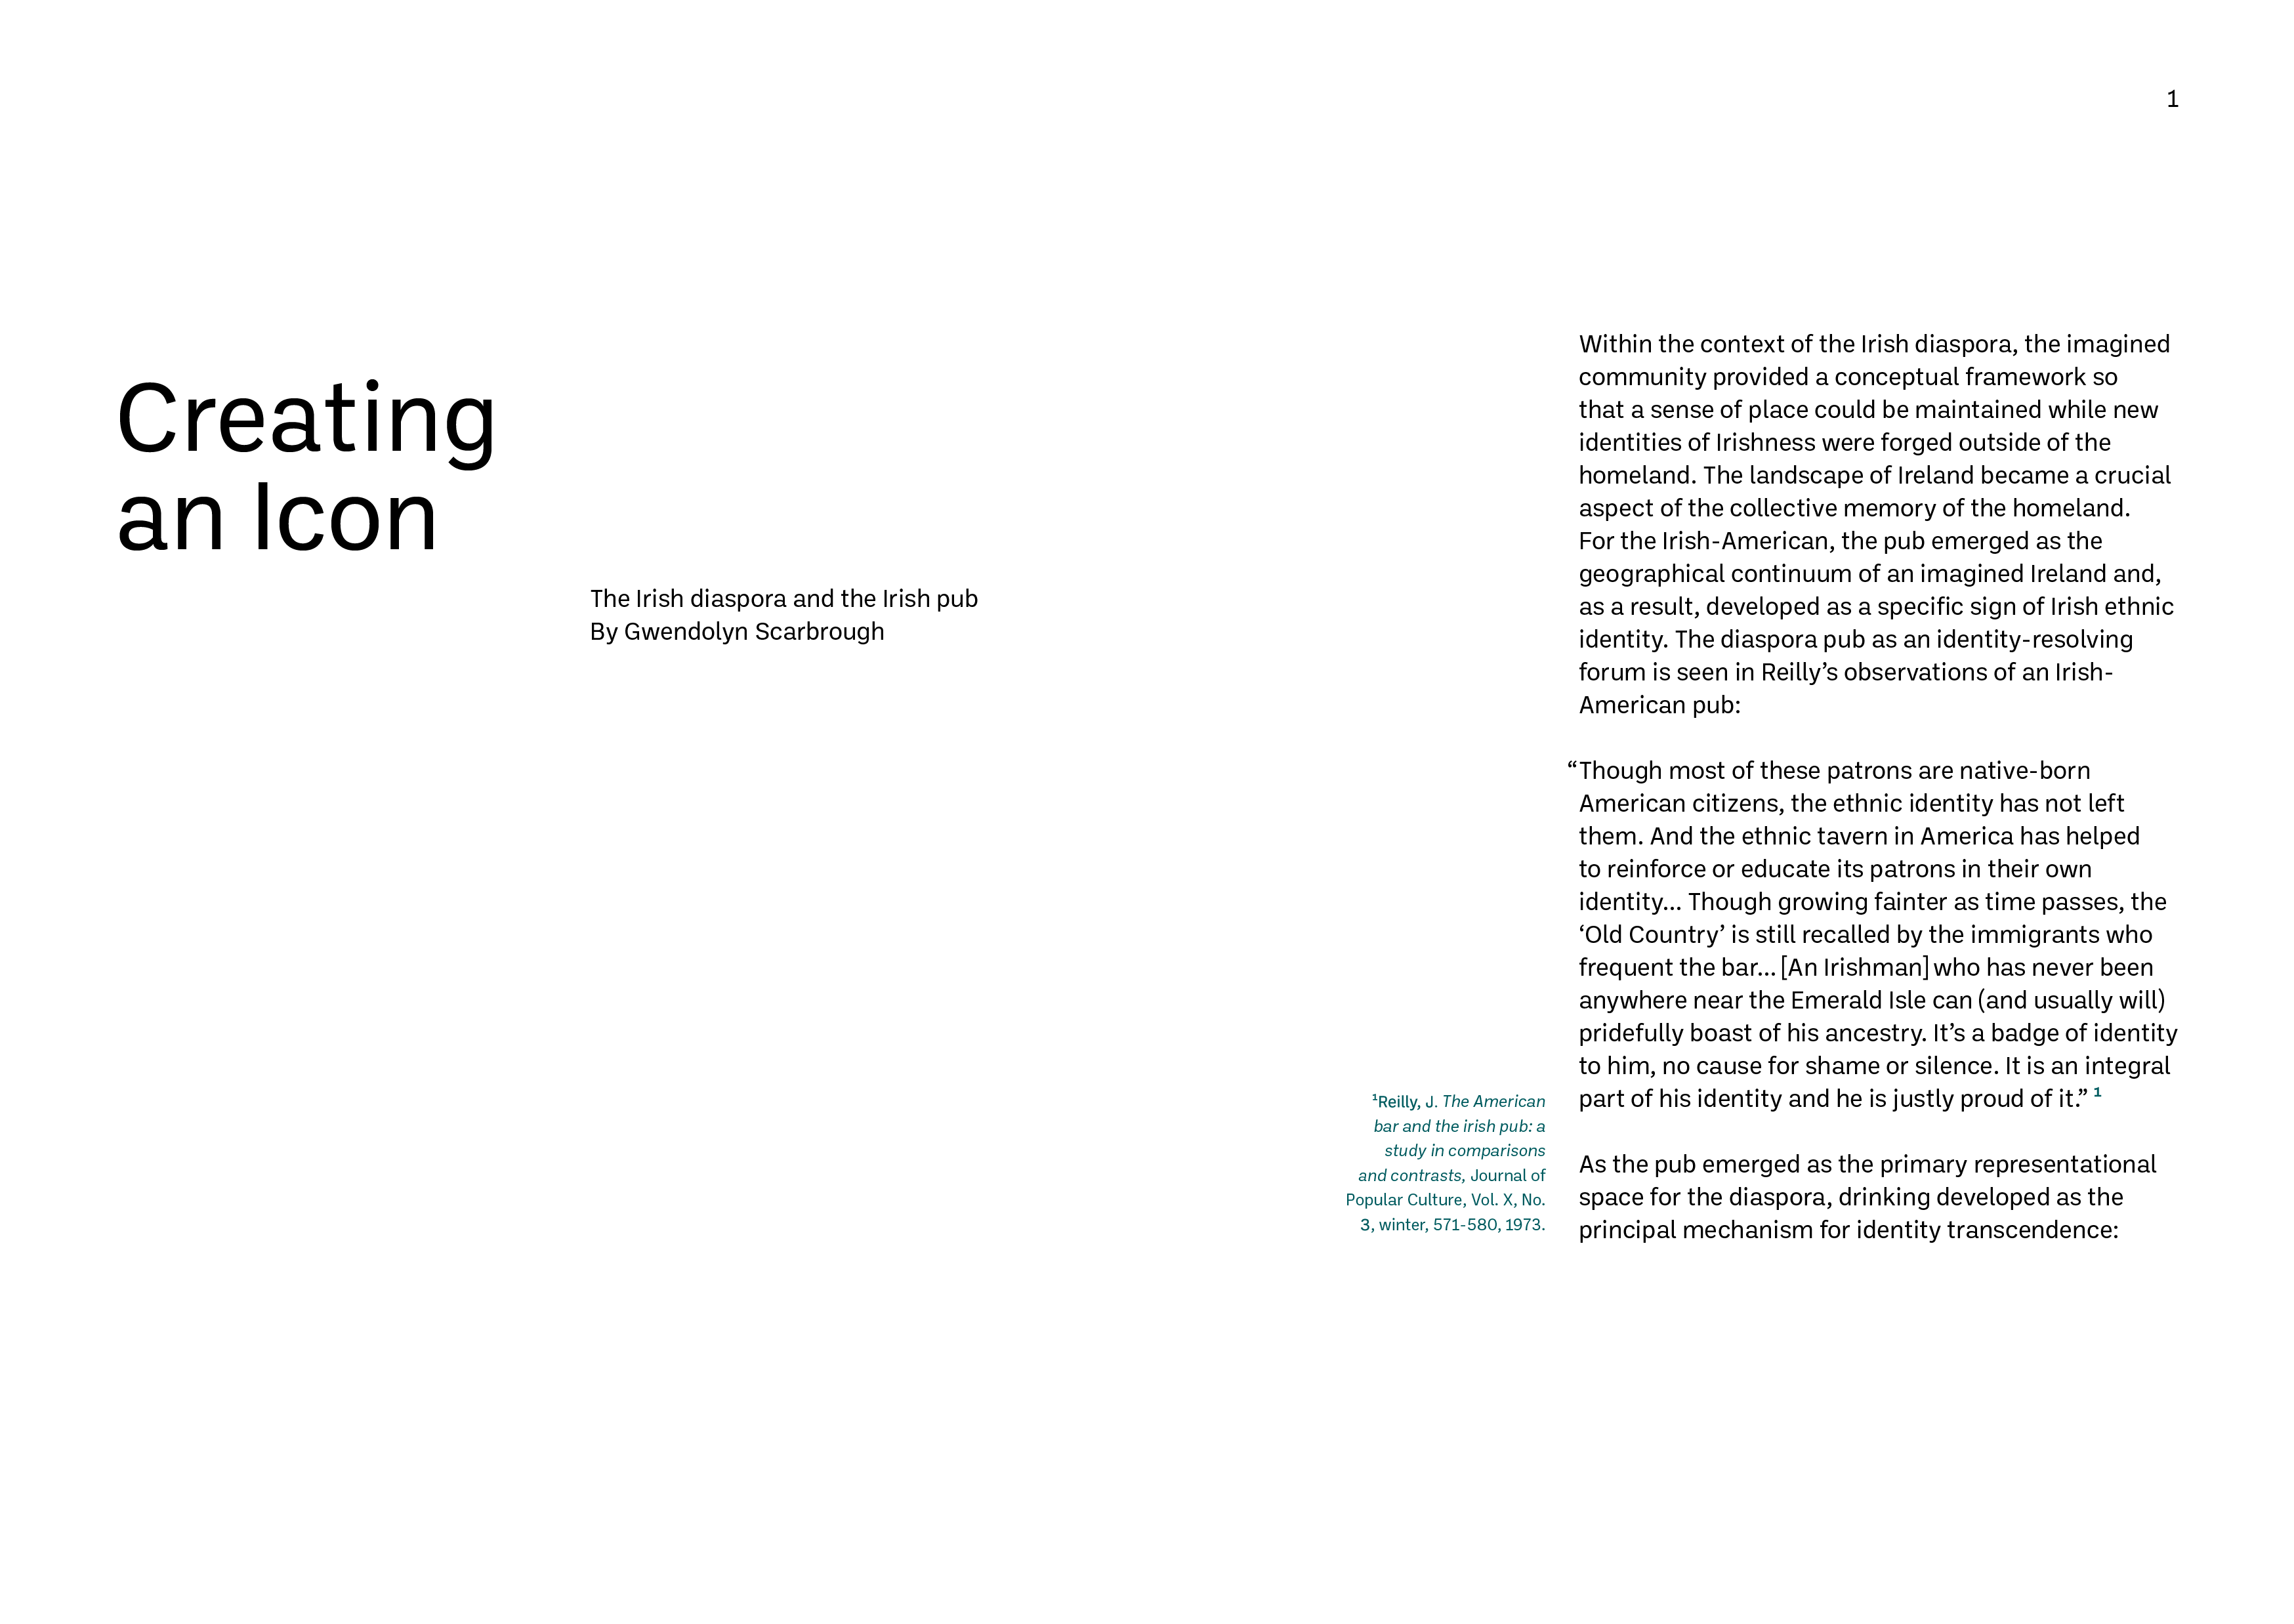 1
Creating
an Icon
The Irish diaspora and the Irish pub
By Gwendolyn Scarbrough
Within the context of the Irish diaspora, the imagined
community provided a conceptual framework so
that a sense of place could be maintained while new
identities of Irishness were forged outside of the
homeland. The landscape of Ireland became a crucial
aspect of the collective memory of the homeland.
For the Irish-American, the pub emerged as the
geographical continuum of an imagined Ireland and,
as a result, developed as a specific sign of Irish ethnic
identity. The diaspora pub as an identity-resolving
forum is seen in Reilly’s observations of an Irish-
American pub:
“Though most of these patrons are native-born
American citizens, the ethnic identity has not left
them. And the ethnic tavern in America has helped
to reinforce or educate its patrons in their own
identity... Though growing fainter as time passes, the
‘Old Country’ is still recalled by the immigrants who
frequent the bar... [An Irishman] who has never been
anywhere near the Emerald Isle can (and usually will)
pridefully boast of his ancestry. It’s a badge of identity
to him, no cause for shame or silence. It is an integral
part of his identity and he is justly proud of it.” ¹
¹Reilly, J. The American
bar and the irish pub: a
study in comparisons
and contrasts, Journal of
Popular Culture, Vol. X, No.
3, winter, 571-580, 1973.
As the pub emerged as the primary representational
space for the diaspora, drinking developed as the
principal mechanism for identity transcendence: